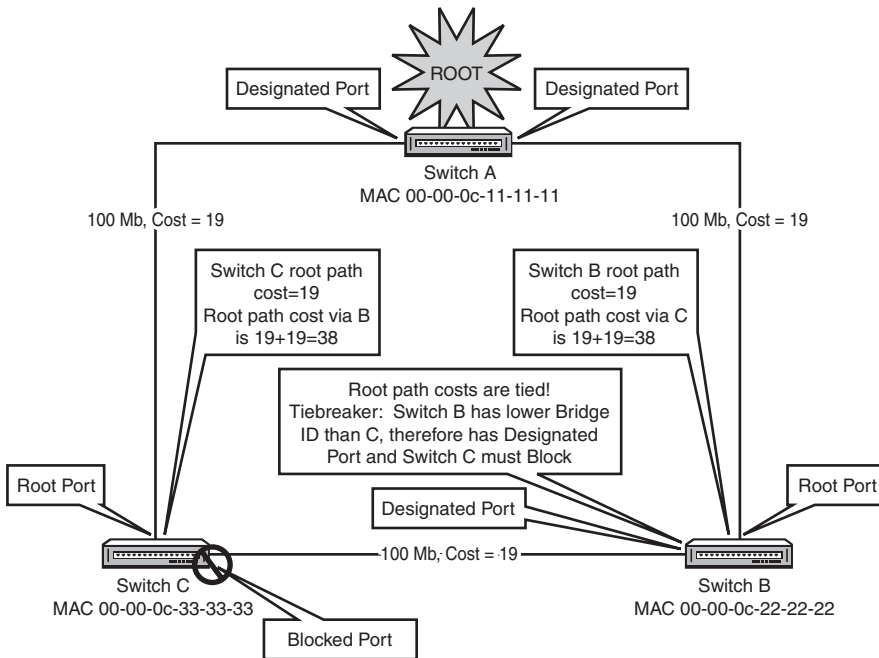 ROOT
Designated Port
Designated Port
Switch A
MAC 00-00-0c-11-11-11
100 Mb, Cost = 19
100 Mb, Cost = 19
Switch C root path
cost=19
Root path cost via B
is 19+19=38
Switch B root path
cost=19
Root path cost via C
is 19+19=38
Root path costs are tied!
Tiebreaker: Switch B has lower Bridge
ID than C, therefore has Designated
Port and Switch C must Block
Root Port
Designated Port
Root Port
100 Mb, Cost = 19
Switch C
MAC 00-00-0c-33-33-33
Switch B
MAC 00-00-0c-22-22-22
Blocked Port